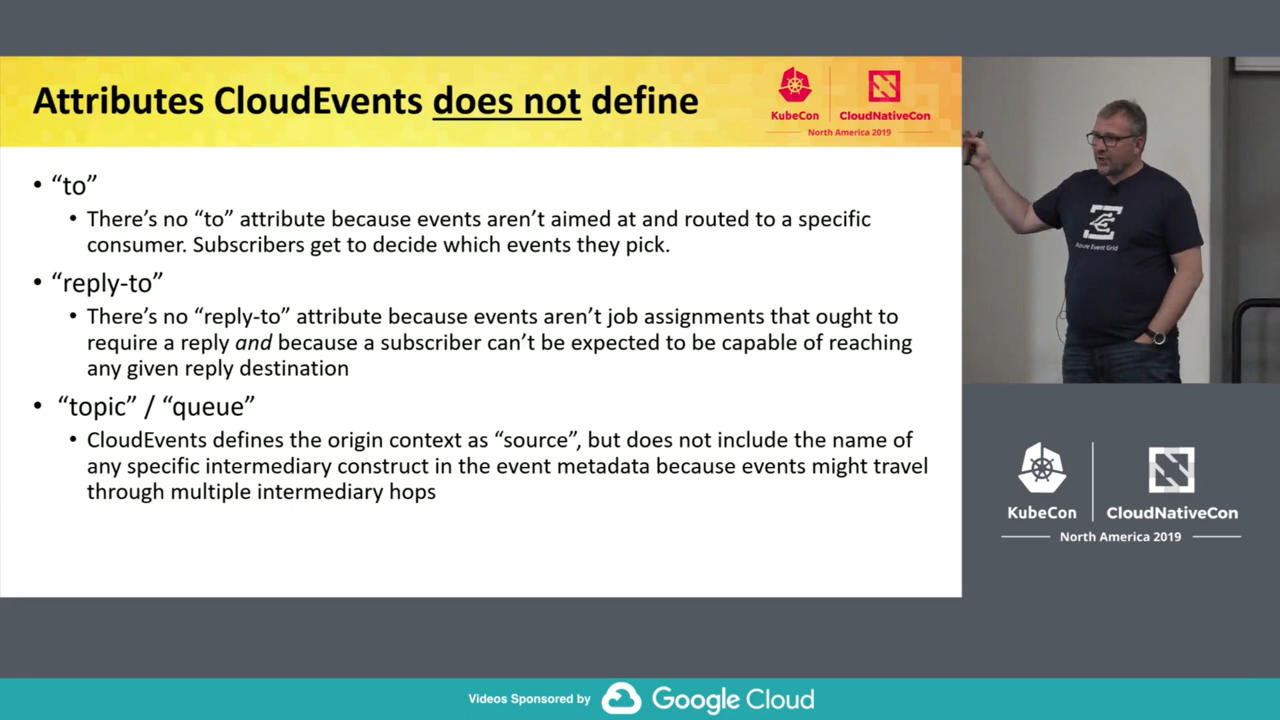 Attributes CloudEvents does not define
KubeCon
CloudNativeCon
North America 2019
• “to”
• There’s no “to” attribute because events aren’t aimed at and routed to a specific
consumer. Subscribers get to decide which events they pick.
• “reply-to”
• There’s no “reply-to” attribute because events aren’t job assignments that ought to
require a reply and because a subscriber can’t be expected to be capable of reaching
any given reply destination
• “topic” / “queue”
• CloudEvents defines the origin context as “source”, but does not include the name of
any specific intermediary construct in the event metadata because events might travel
through multiple intermediary hops
Azure Event Grid
KubeCon
CloudNativeCon
North America 2019
Videos Sponsored by
Google Cloud